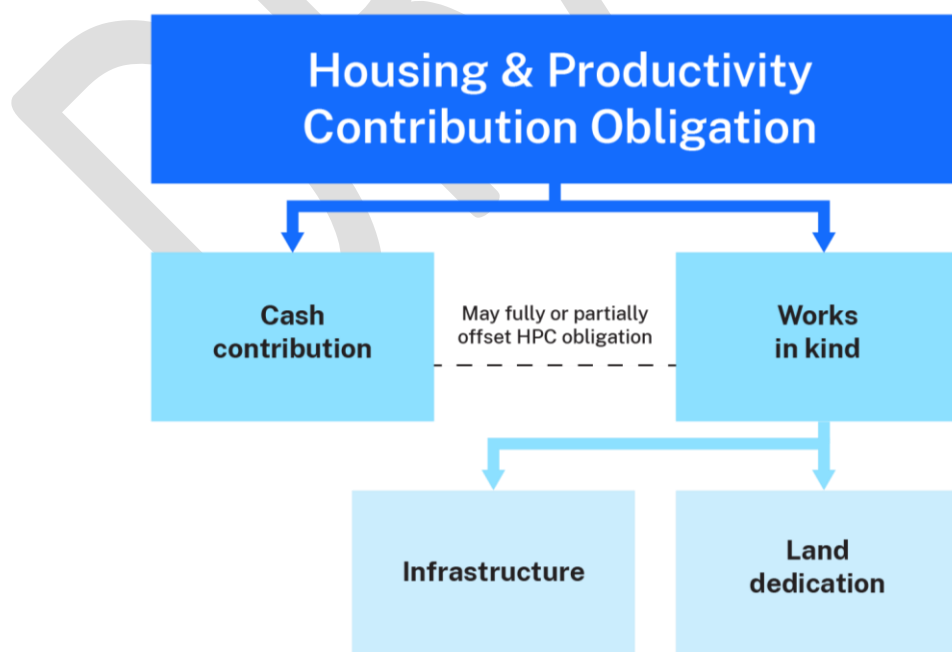 Housing & Productivity
Contribution Obligation
Cash
contribution
May fully or partially
offset HPC obligation
Works
in kind
Infrastructure
Land
dedication